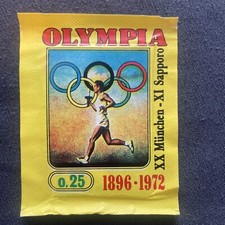 OLYMPIA
XX München - XI Sapporo
0.25
1896·1972